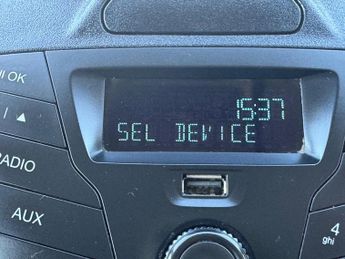 OK
15:37
/ ▲
SEL DEVICE
RADIO
AUX
4
ghi